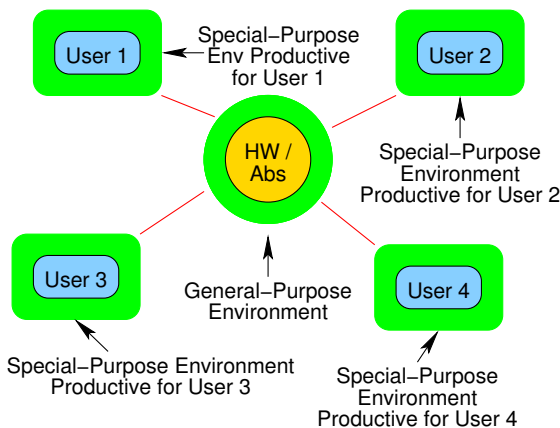 User 1
Special−Purpose
Env Productive
for User 1
User 2
HW /
Abs
Special−Purpose
Environment
Productive for User 2
User 3
General−Purpose
Environment
User 4
Special−Purpose Environment
Productive for User 3
Special−Purpose
Environment
Productive for User 4